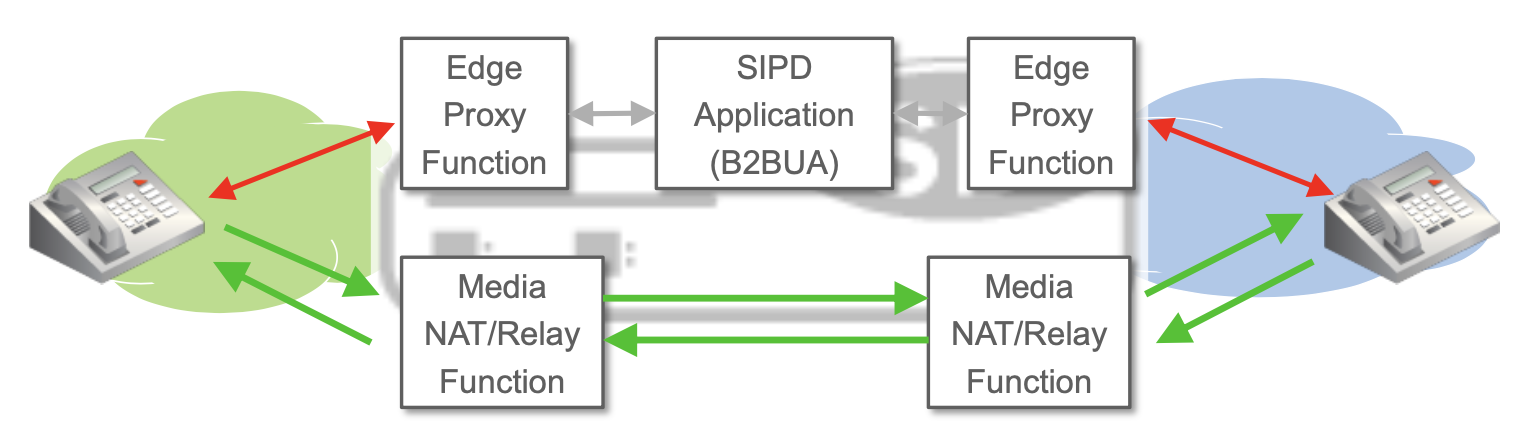 Edge
Proxy
Function
SIPD
Application
(B2BUA)
Edge
Proxy
Function
Media
NAT/Relay
Function
Media
NAT/Relay
Function